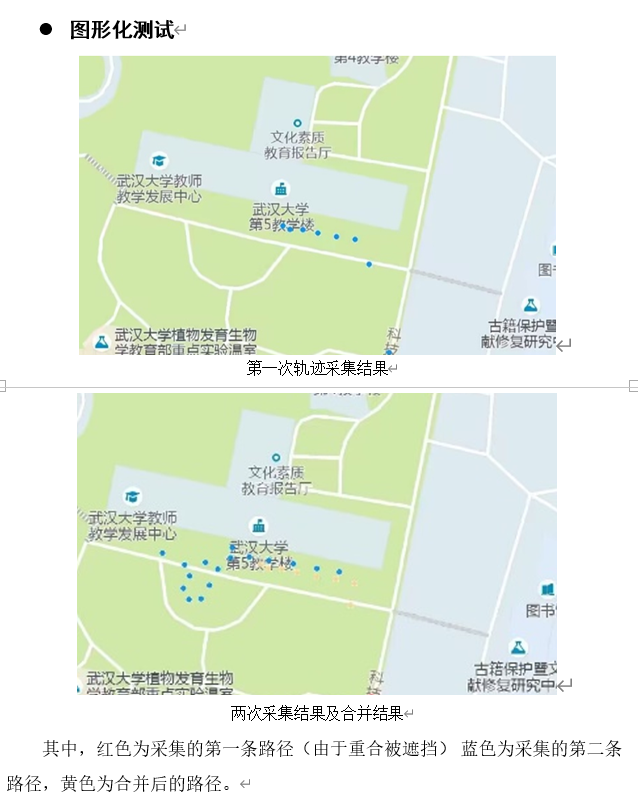 ● 图形化测试
第4教学楼
文化素质
教育报告厅
武汉大学教师
教学发展中心
武汉大学
第5教学楼
图书
科
技
古籍保护暨
献修复研究中
武汉大学植物发育生物
学教育部重点实验温室
第一次轨迹采集结果
文化素质
教育报告厅
武汉大学教师
教学发展中心
武汉大学
第5教学楼
图书
科
技
古籍保护暨文
献修复研究中
武汉大学植物发育生物
学教育部重点实验温室
两次采集结果及合并结果
其中，红色为采集的第一条路径（由于重合被遮挡） 蓝色为采集的第二条
路径，黄色为合并后的路径。